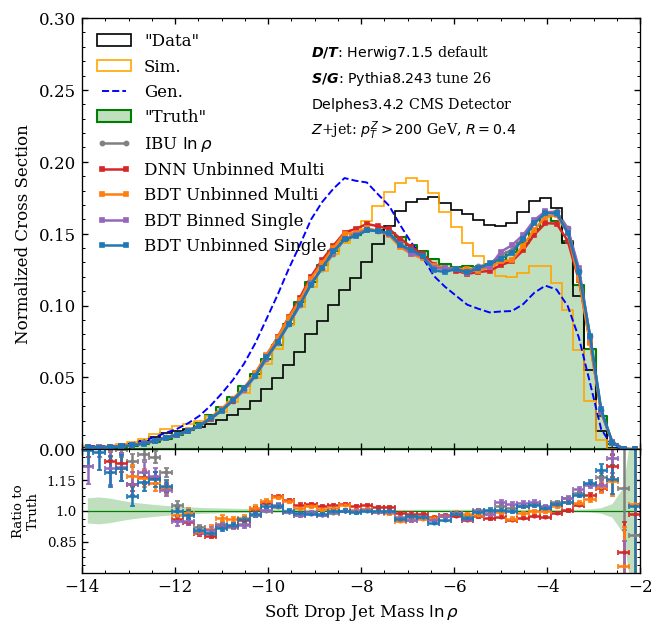 0.30
0.25
0.20
0.15
0.10
0.05
0.00
Normalized Cross Section
"Data"
Sim.
Gen.
"Truth"
IBU ln ρ
DNN Unbinned Multi
BDT Unbinned Multi
BDT Binned Single
BDT Unbinned Single
D/T: Herwig7.1.5 default
S/G: Pythia8.243 tune 26
Delphes3.4.2 CMS Detector
Z+jet: p_T^Z > 200 GeV, R = 0.4
1.15
1.0
0.85
Ratio to
Truth
−14 −12 −10 −8 −6 −4 −2
Soft Drop Jet Mass ln ρ